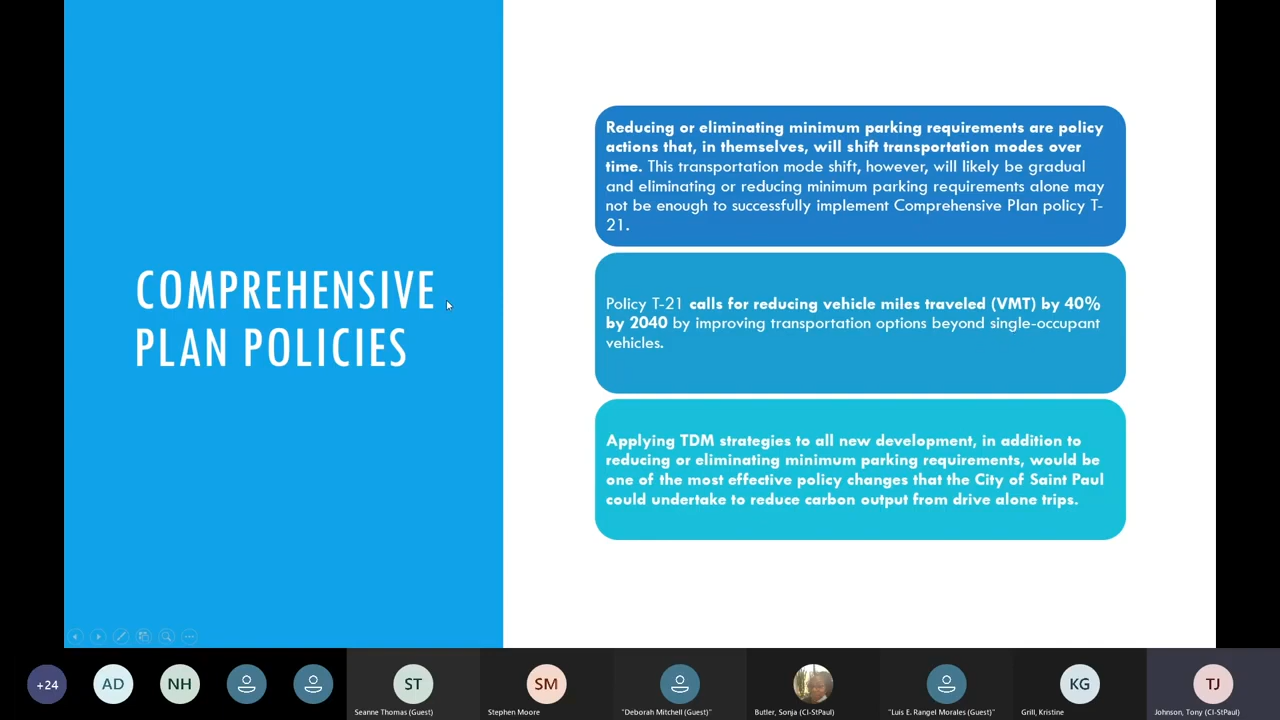 COMPREHENSIVE
PLAN POLICIES
Reducing or eliminating minimum parking requirements are policy
actions that, in themselves, will shift transportation modes over
time. This transportation mode shift, however, will likely be gradual
and eliminating or reducing minimum parking requirements alone may
not be enough to successfully implement Comprehensive Plan policy T-
21.
Policy T-21 calls for reducing vehicle miles traveled (VMT) by 40%
by 2040 by improving transportation options beyond single-occupant
vehicles.
Applying TDM strategies to all new development, in addition to
reducing or eliminating minimum parking requirements, would be
one of the most effective policy changes that the City of Saint Paul
could undertake to reduce carbon output from drive alone trips.
+24
AD
NH
ST
SM
KG
TJ
Seanne Thomas (Guest)
Stephen Moore
"Deborah Mitchell (Guest)"
Butler, Sonja (CI-StPaul)
"Luis E. Rangel Morales (Guest)"
Grill, Kristine
Johnson, Tony (CI-StPaul)